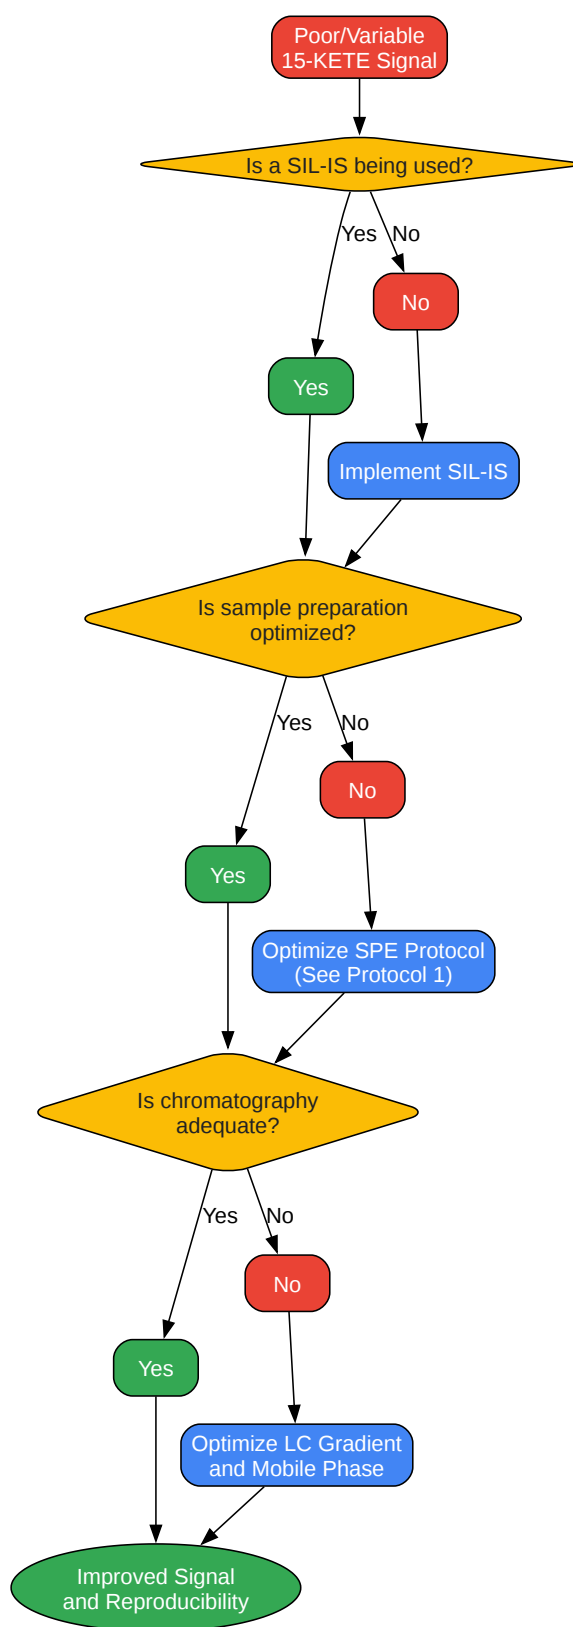 Poor/Variable
15-KETE Signal
Is a SIL-IS being used?
Yes
No
No
Yes
Implement SIL-IS
Is sample preparation
optimized?
Yes
No
No
Yes
Optimize SPE Protocol
(See Protocol 1)
Is chromatography
adequate?
Yes
No
No
Yes
Optimize LC Gradient
and Mobile Phase
Improved Signal
and Reproducibility